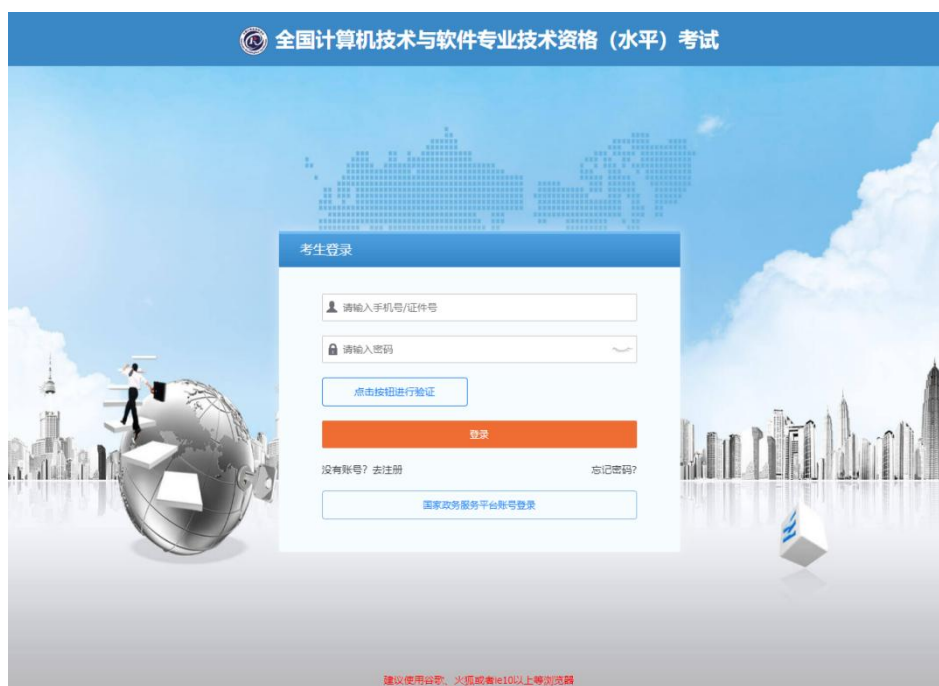 全国计算机技术与软件专业技术资格（水平）考试
考生登录
请输入手机号/证件号
请输入密码
点击按钮进行验证
登录
没有账号？去注册
忘记密码?
国家政务服务平台账号登录
建议使用谷歌、火狐或者ie10以上等浏览器